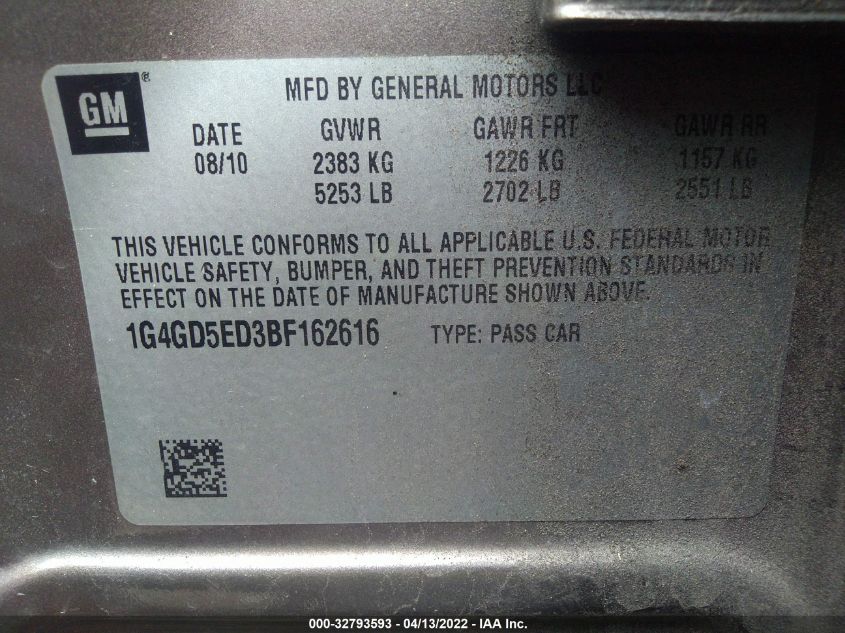 GM ®
MFD BY GENERAL MOTORS LLC
DATE GVWR GAWR FRT GAWR RR
08/10 2383 KG 1226 KG 1157 KG
5253 LB 2702 LB 2551 LB
THIS VEHICLE CONFORMS TO ALL APPLICABLE U.S. FEDERAL MOTOR
VEHICLE SAFETY, BUMPER, AND THEFT PREVENTION STANDARDS IN
EFFECT ON THE DATE OF MANUFACTURE SHOWN ABOVE.
1G4GD5ED3BF162616 TYPE: PASS CAR
000-32793593 - 04/13/2022 - IAA Inc.